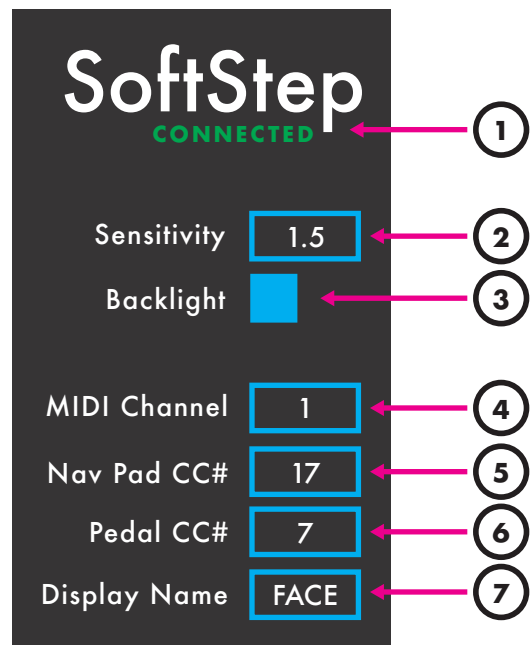 SoftStep
CONNECTED
1
Sensitivity 1.5 2
Backlight 3
MIDI Channel 1 4
Nav Pad CC# 17 5
Pedal CC# 7 6
Display Name FACE 7